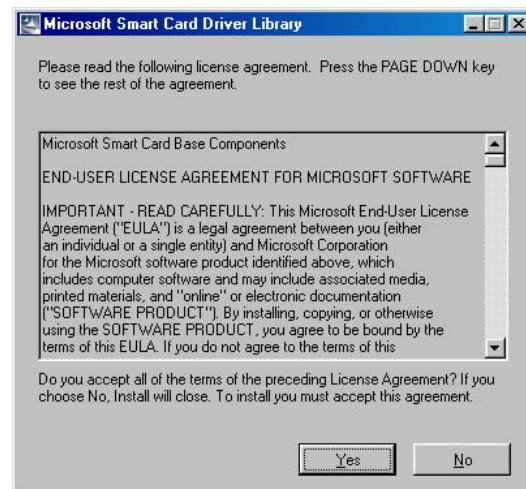 Microsoft Smart Card Driver Library
Please read the following license agreement. Press the PAGE DOWN key
to see the rest of the agreement.
Microsoft Smart Card Base Components
END-USER LICENSE AGREEMENT FOR MICROSOFT SOFTWARE
IMPORTANT - READ CAREFULLY: This Microsoft End-User License
Agreement ("EULA") is a legal agreement between you (either
an individual or a single entity) and Microsoft Corporation
for the Microsoft software product identified above, which
includes computer software and may include associated media,
printed materials, and "online" or electronic documentation
("SOFTWARE PRODUCT"). By installing, copying, or otherwise
using the SOFTWARE PRODUCT, you agree to be bound by the
terms of this EULA. If you do not agree to the terms of this
Do you accept all of the terms of the preceding License Agreement? If you
choose No, Install will close. To install you must accept this agreement.
Yes
No